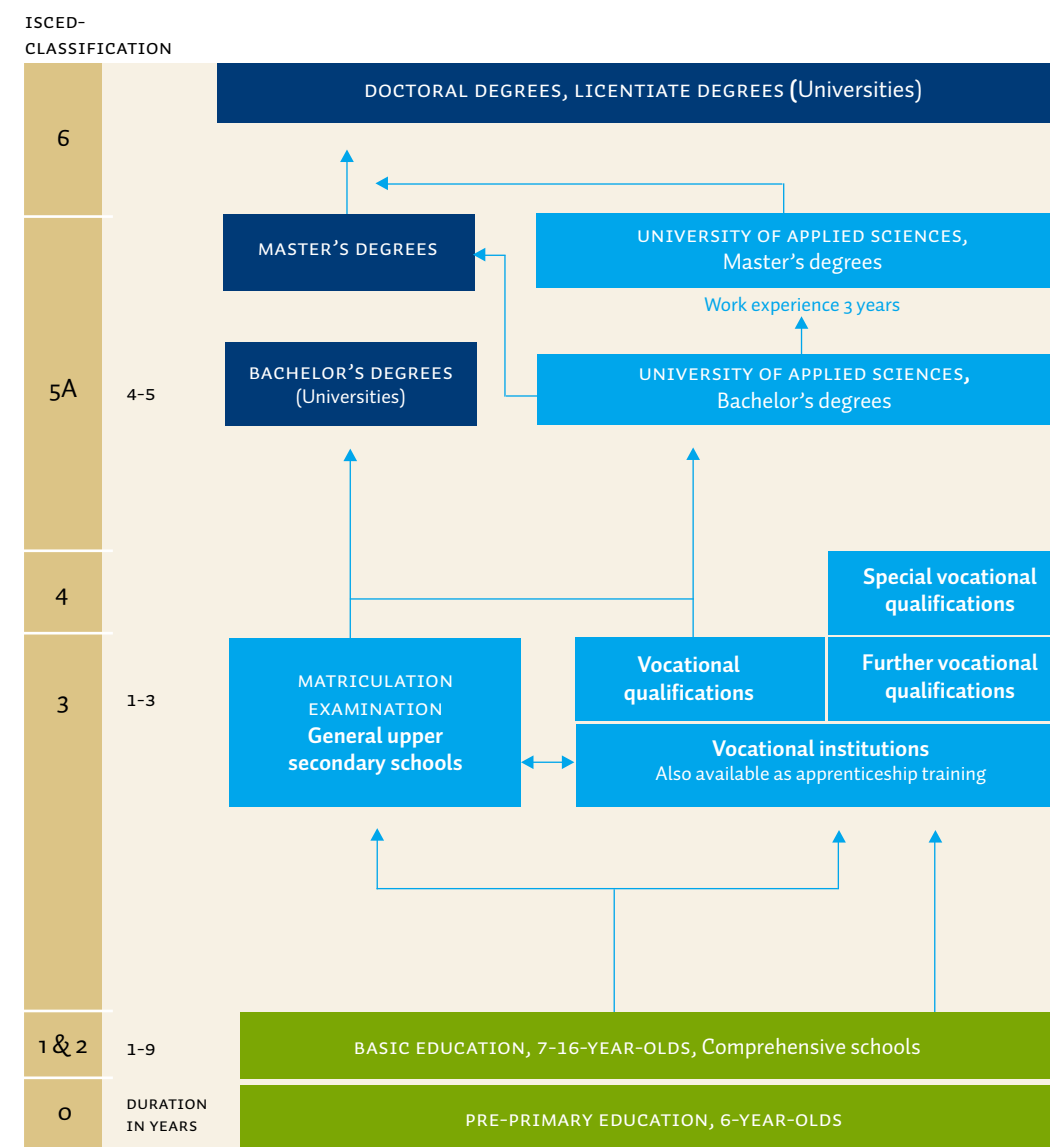 ISCED-
CLASSIFICATION
6
DOCTORAL DEGREES, LICENTIATE DEGREES (Universities)
MASTER’S DEGREES
UNIVERSITY OF APPLIED SCIENCES,
Master’s degrees
Work experience 3 years
5A
4-5
BACHELOR’S DEGREES
(Universities)
UNIVERSITY OF APPLIED SCIENCES,
Bachelor’s degrees
4
Special vocational
qualifications
3
1-3
MATRICULATION
EXAMINATION
General upper
secondary schools
Vocational
qualifications
Further vocational
qualifications
Vocational institutions
Also available as apprenticeship training
1 & 2
1-9
BASIC EDUCATION, 7-16-YEAR-OLDS, Comprehensive schools
0
DURATION
IN YEARS
PRE-PRIMARY EDUCATION, 6-YEAR-OLDS